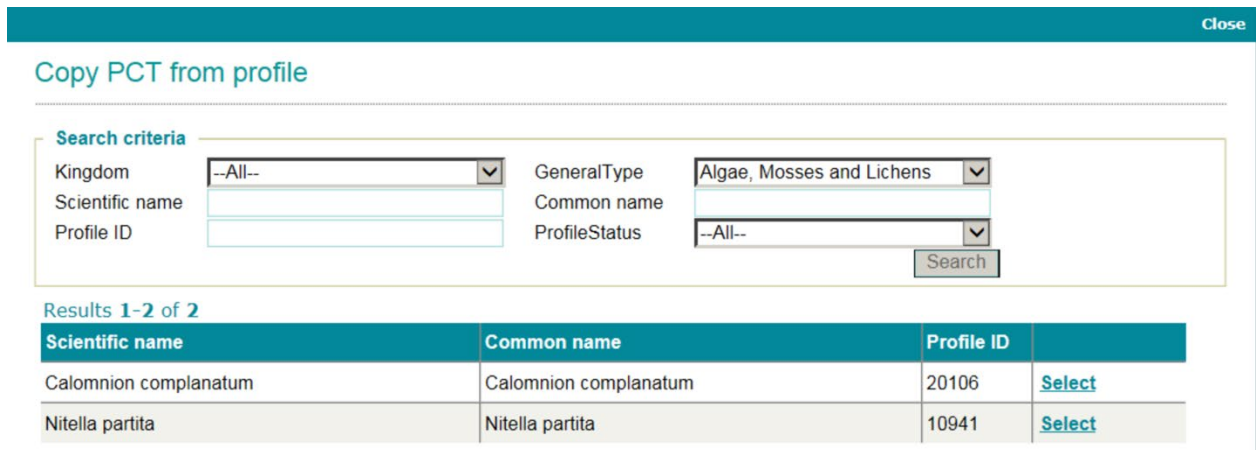 Close
Copy PCT from profile
Search criteria
Kingdom --All-- GeneralType Algae, Mosses and Lichens
Scientific name Common name
Profile ID ProfileStatus --All--
Search
Results 1-2 of 2
Scientific name Common name Profile ID
Calomnion complanatum Calomnion complanatum 20106 Select
Nitella partita Nitella partita 10941 Select